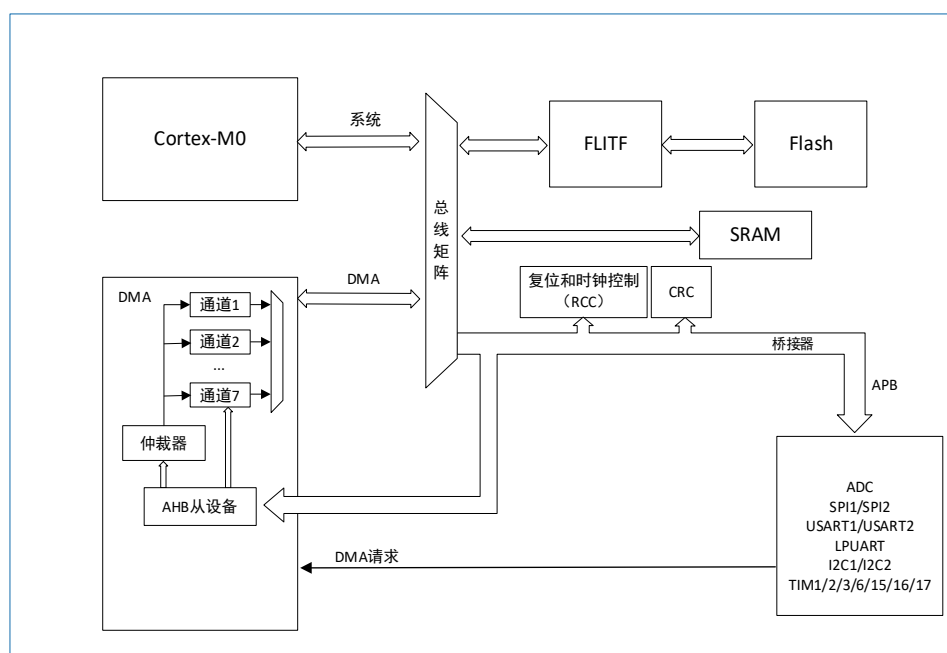 Cortex-M0
系统
FLITF
Flash
总线矩阵
SRAM
DMA
DMA
通道1
通道2
...
通道7
仲裁器
AHB从设备
复位和时钟控制
（RCC）
CRC
桥接器
APB
ADC
SPI1/SPI2
USART1/USART2
LPUART
I2C1/I2C2
TIM1/2/3/6/15/16/17
DMA请求